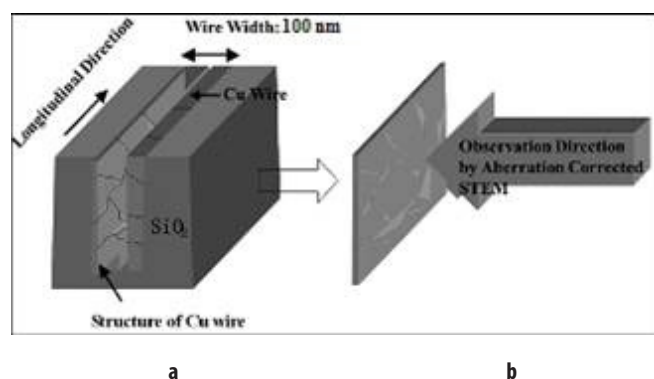 Wire Width: 100 nm
Longitudinal Direction
Cu Wire
Observation Direction
by Aberration Corrected
STEM
SiO₂
Structure of Cu wire
a
b